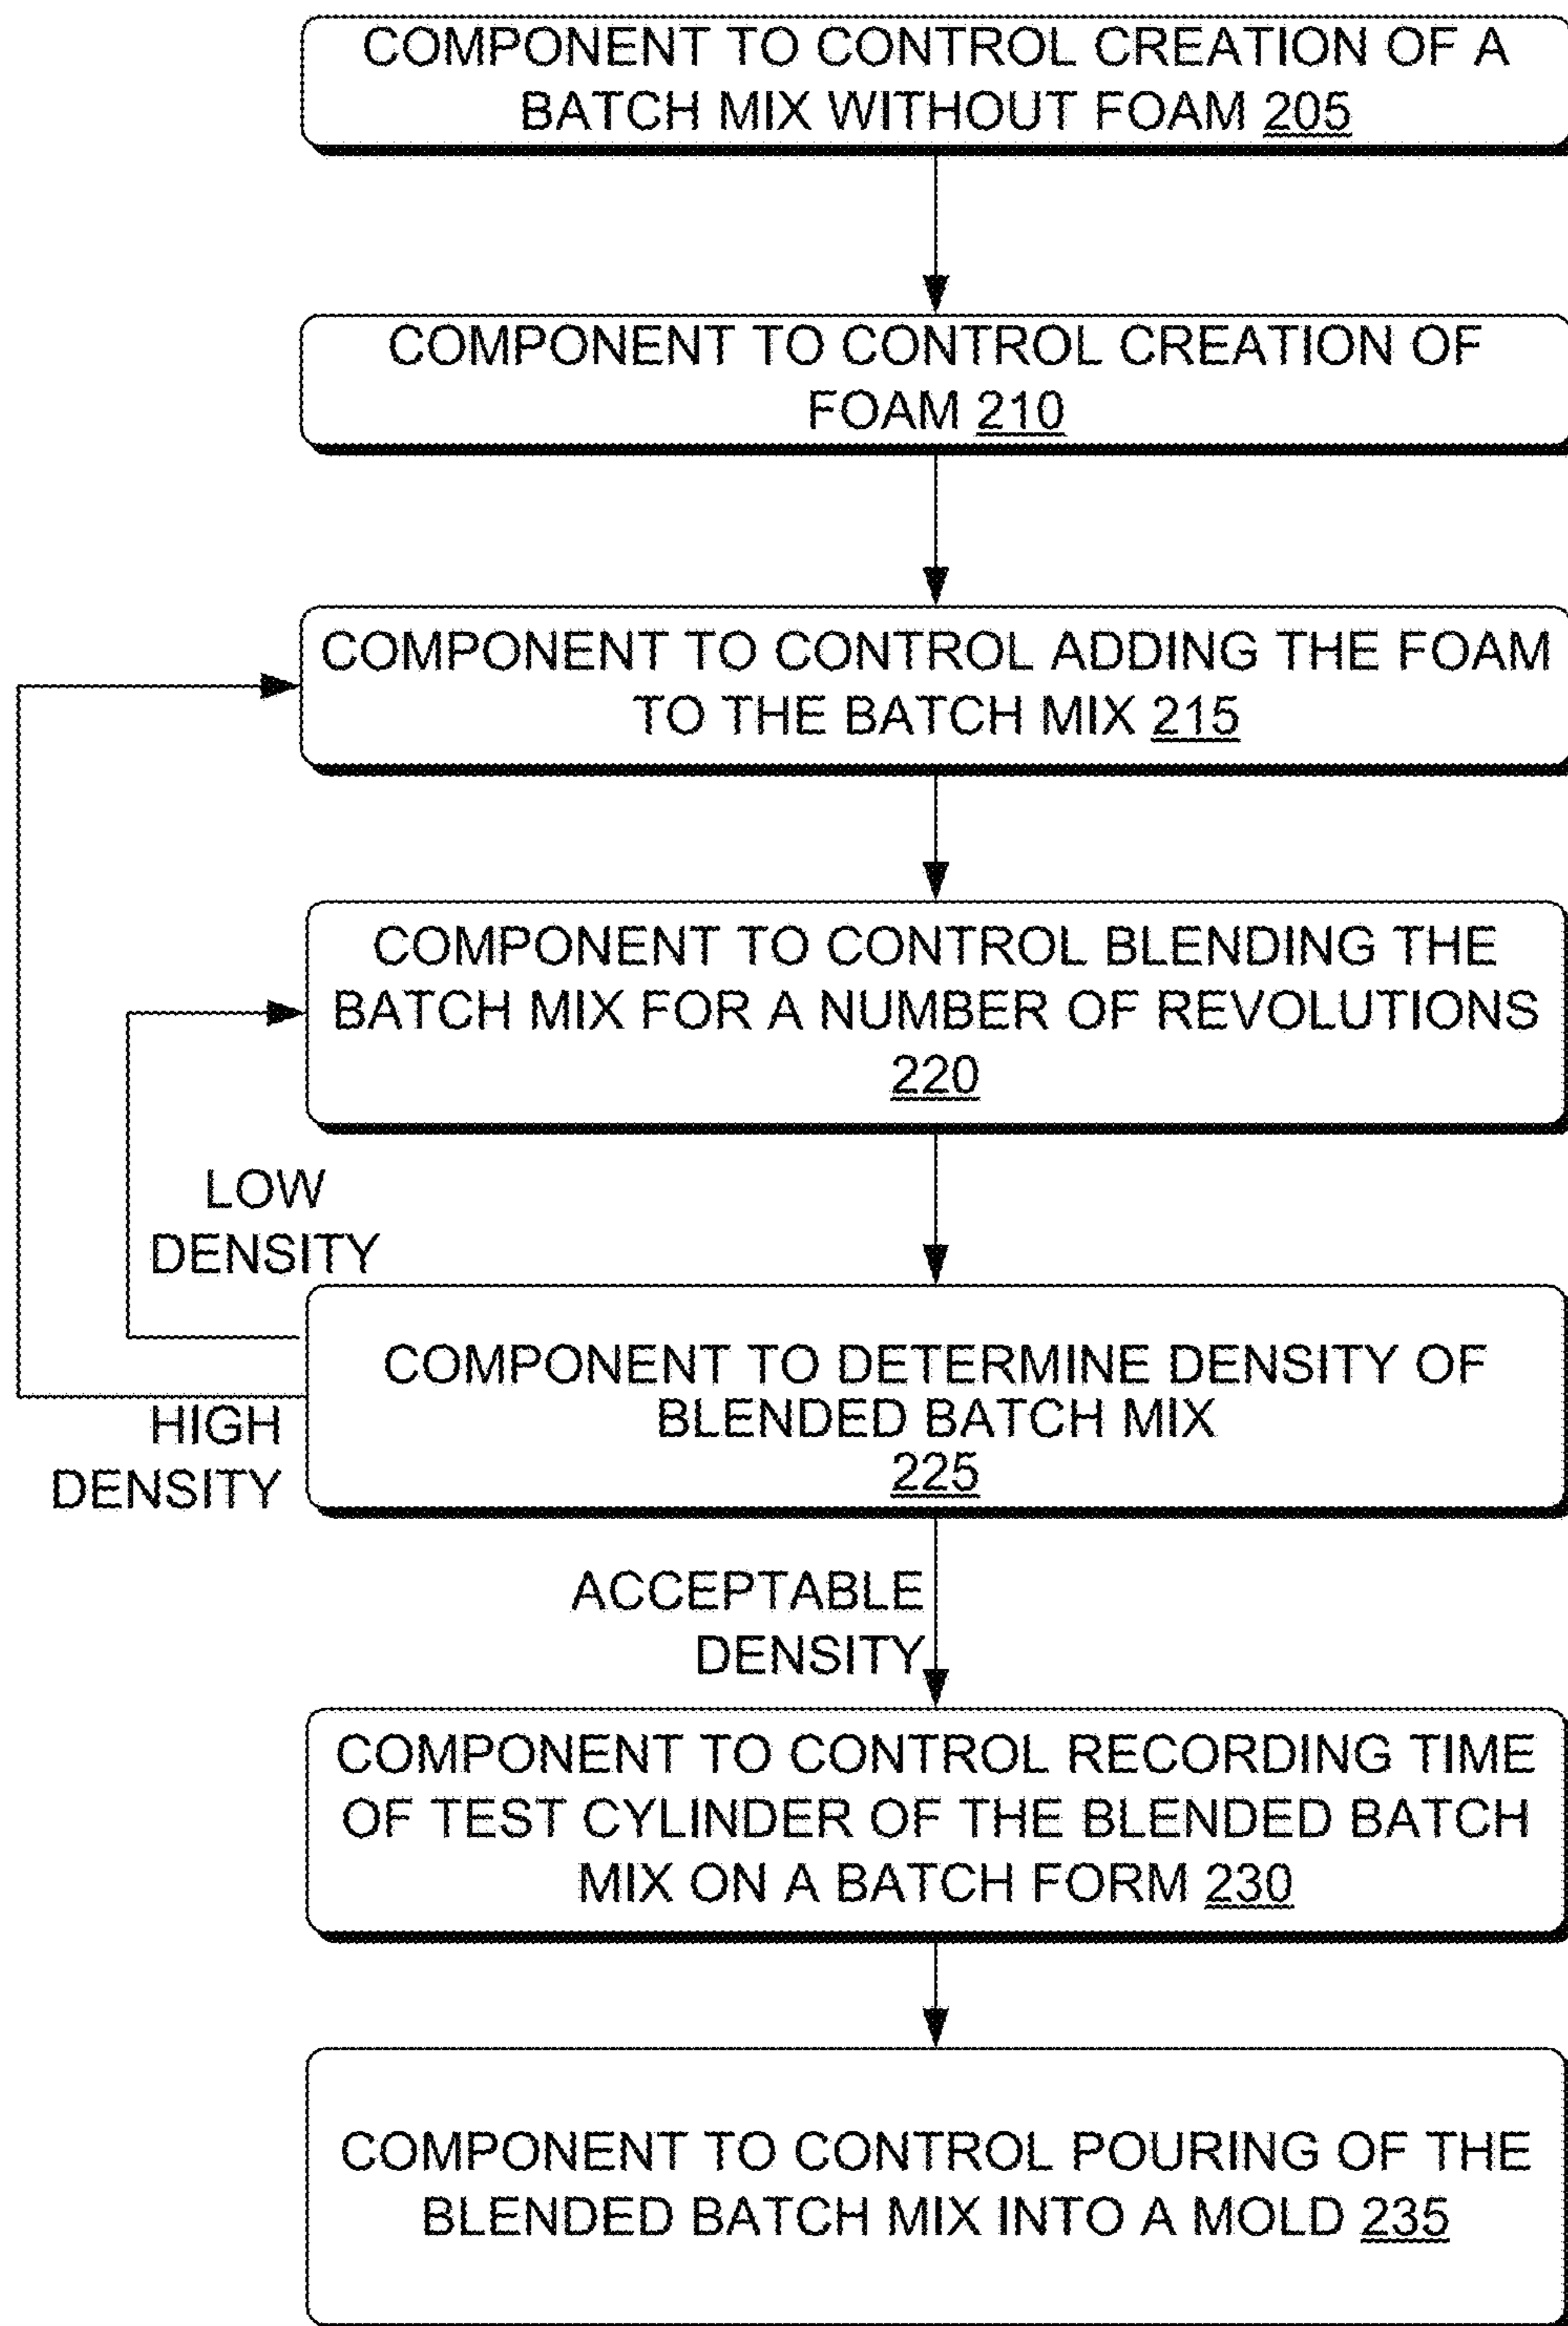 COMPONENT TO CONTROL CREATION OF A
BATCH MIX WITHOUT FOAM 205
COMPONENT TO CONTROL CREATION OF
FOAM 210
COMPONENT TO CONTROL ADDING THE FOAM
TO THE BATCH MIX 215
COMPONENT TO CONTROL BLENDING THE
BATCH MIX FOR A NUMBER OF REVOLUTIONS
220
LOW
DENSITY
COMPONENT TO DETERMINE DENSITY OF
BLENDED BATCH MIX
225
HIGH
DENSITY
ACCEPTABLE
DENSITY
COMPONENT TO CONTROL RECORDING TIME
OF TEST CYLINDER OF THE BLENDED BATCH
MIX ON A BATCH FORM 230
COMPONENT TO CONTROL POURING OF THE
BLENDED BATCH MIX INTO A MOLD 235